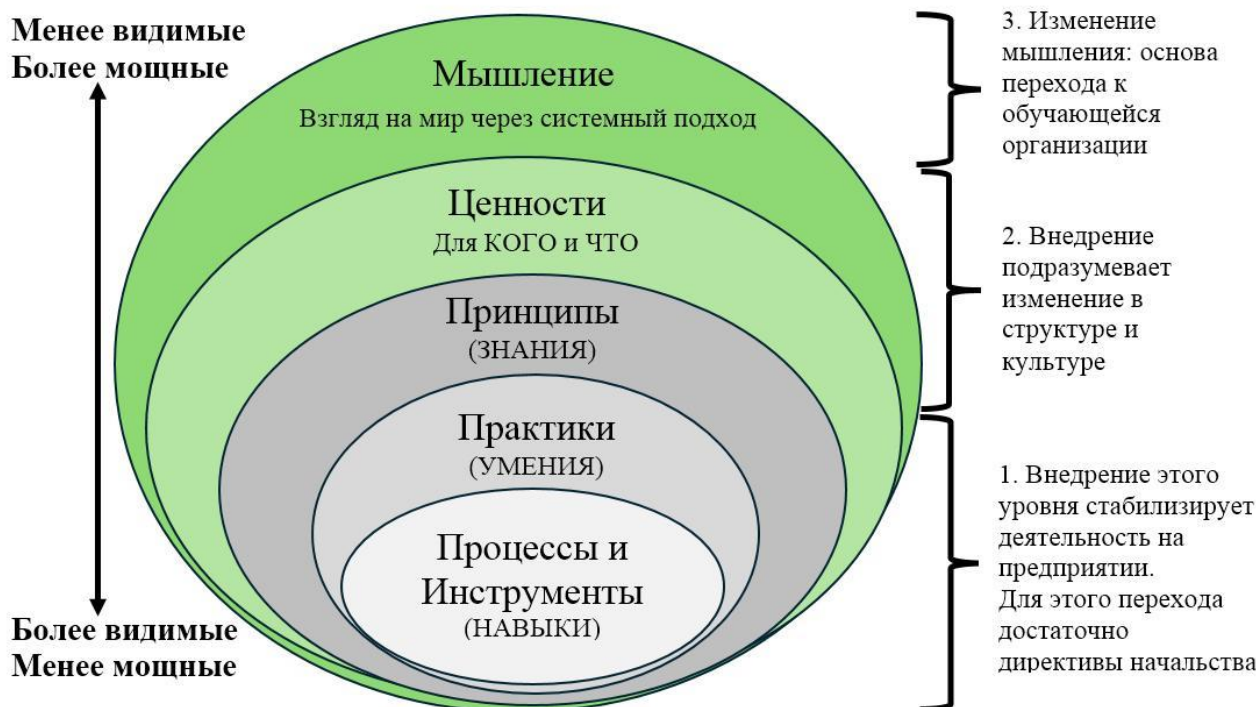 Менее видимые
Более мощные
Мышление
Взгляд на мир через системный подход
Ценности
Для КОГО и ЧТО
Принципы
(ЗНАНИЯ)
Практики
(УМЕНИЯ)
Процессы и
Инструменты
(НАВЫКИ)
Более видимые
Менее мощные
3. Изменение
мышления: основа
перехода к
обучающейся
организации
2. Внедрение
подразумевает
изменение в
структуре и
культуре
1. Внедрение этого
уровня стабилизирует
деятельность на
предприятии.
Для этого перехода
достаточно
директивы начальства